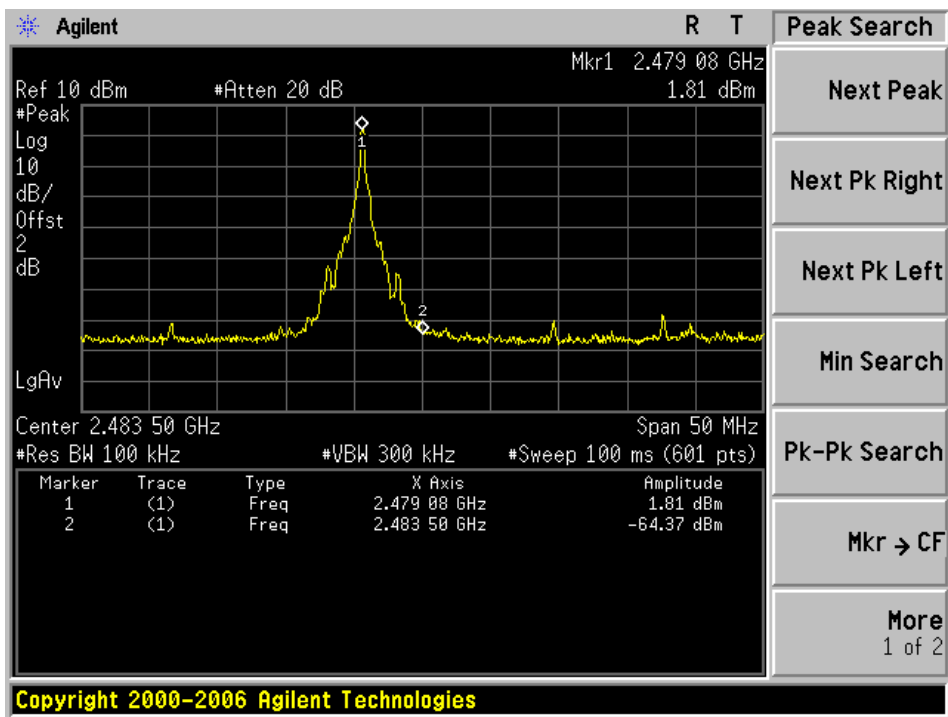 Agilent
R T
Peak Search
Mkr1 2.479 08 GHz
Ref 10 dBm #Atten 20 dB 1.81 dBm
#Peak
Log
10
dB/
Offst
2
dB
LgAv
1
2
Center 2.483 50 GHz Span 50 MHz
#Res BW 100 kHz #VBW 300 kHz #Sweep 100 ms (601 pts)
Marker Trace Type X Axis Amplitude
1 (1) Freq 2.479 08 GHz 1.81 dBm
2 (1) Freq 2.483 50 GHz -64.37 dBm
Next Peak
Next Pk Right
Next Pk Left
Min Search
Pk-Pk Search
Mkr → CF
More
1 of 2
Copyright 2000-2006 Agilent Technologies